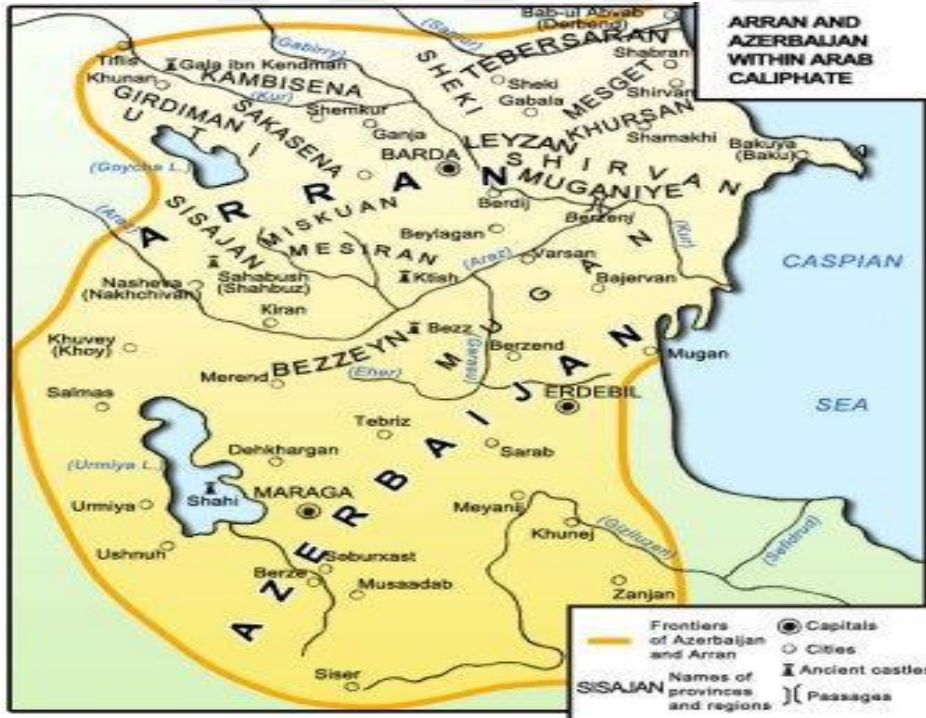 ARRAN AND
AZERBAIJAN
WITHIN ARAB
CALIPHATE
Bab-ul Abvab
(Derbend)
(Samur)
(Gabirry)
TEBERSARAN
Tiflis
Gala ibn Kendman
Shabran
Khunan
KAMBISENA
SHEKI
Sheki
MESGET
Shirvan
GIRDIMAN
(Kur)
Shemkur
Gabala
KHURSAN
UTI
SAKASENA
Ganja
LEYZAN
Shamakhi
(Goycha L.)
BARDA
SHIRVAN
Bakuya
(Baku)
ARRAN
MUGANIYE
SISAJAN
MISKUAN
Berdij
Berzenj
(Araz)
MESIRAN
Beylagan
(Kur)
(Araz)
Varsan
CASPIAN
Sahabush
(Shahbuz)
Ktish
Bajervan
Nasheva
(Nakhchivan)
Kiran
MUGAN
Khuvey
(Khoy)
BEZZEYN
Bezz
Berzend
Mugan
Merend
(Eher)
Salmas
ERDEBIL
SEA
Tebriz
Sarab
Dehkhargan
(Urmiya L.)
Shahi
MARAGA
AZERBAIJAN
Urmiya
Meyanij
Khunej
(Sefidrud)
Ushnuh
Saburxast
Berze
Musaadab
Zanjan
Siser
Frontiers
of Azerbaijan
and Arran
SISAJAN Names of
provinces
and regions
Capitals
Cities
Ancient castles
Passages